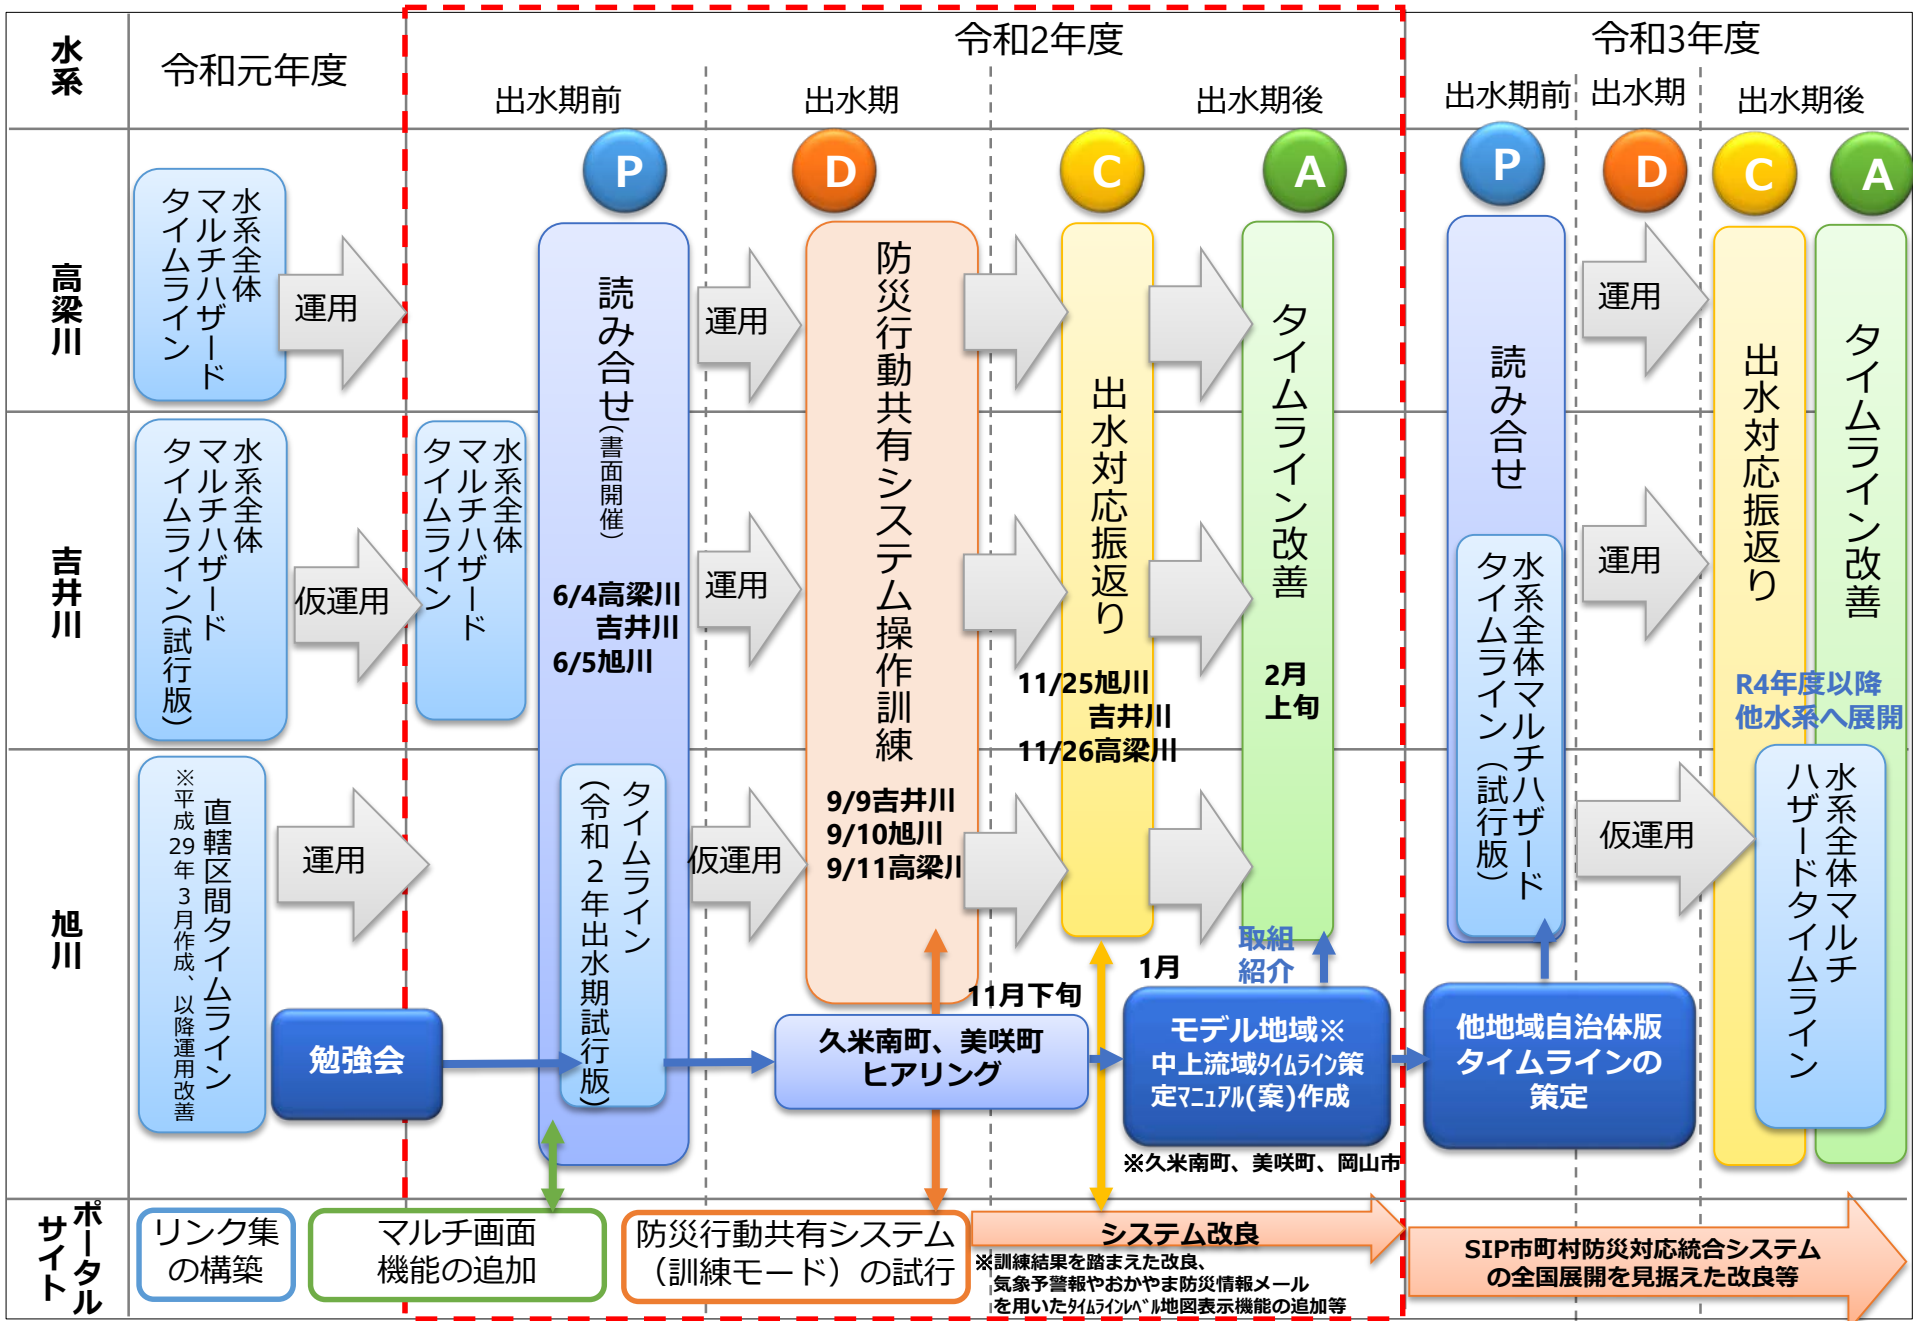 水系
令和元年度
令和2年度
令和3年度
出水期前
出水期
出水期後
出水期前
出水期
出水期後
P
D
C
A
P
D
C
A
高梁川
水系全体
マルチハザード
タイムライン
運用
読み合せ(書面開催)
6/4高梁川
吉井川
6/5旭川
運用
防災行動共有システム操作訓練
9/9吉井川
9/10旭川
9/11高梁川
出水対応振返り
11/25旭川
吉井川
11/26高梁川
タイムライン改善
2月
上旬
読み合せ
運用
出水対応振返り
タイムライン改善
吉井川
水系全体
マルチハザード
タイムライン(試行版)
仮運用
水系全体
マルチハザード
タイムライン
運用
運用
R4年度以降
他水系へ展開
旭川
直轄区間タイムライン
※平成29年3月作成、以降運用改善
運用
勉強会
タイムライン
(令和2年出水期試行版)
仮運用
11月下旬
久米南町、美咲町
ヒアリング
1月
取組
紹介
モデル地域※
中上流域タイムライン策
定マニュアル(案)作成
※久米南町、美咲町、岡山市
水系全体マルチハザード
タイムライン(試行版)
他地域自治体版
タイムラインの
策定
仮運用
水系全体マルチ
ハザードタイムライン
ポータル
サイト
リンク集
の構築
マルチ画面
機能の追加
防災行動共有システム
(訓練モード)の試行
システム改良
※訓練結果を踏まえた改良、
気象予警報やおかやま防災情報メール
を用いたタイムラインレベル地図表示機能の追加等
SIP市町村防災対応統合システム
の全国展開を見据えた改良等